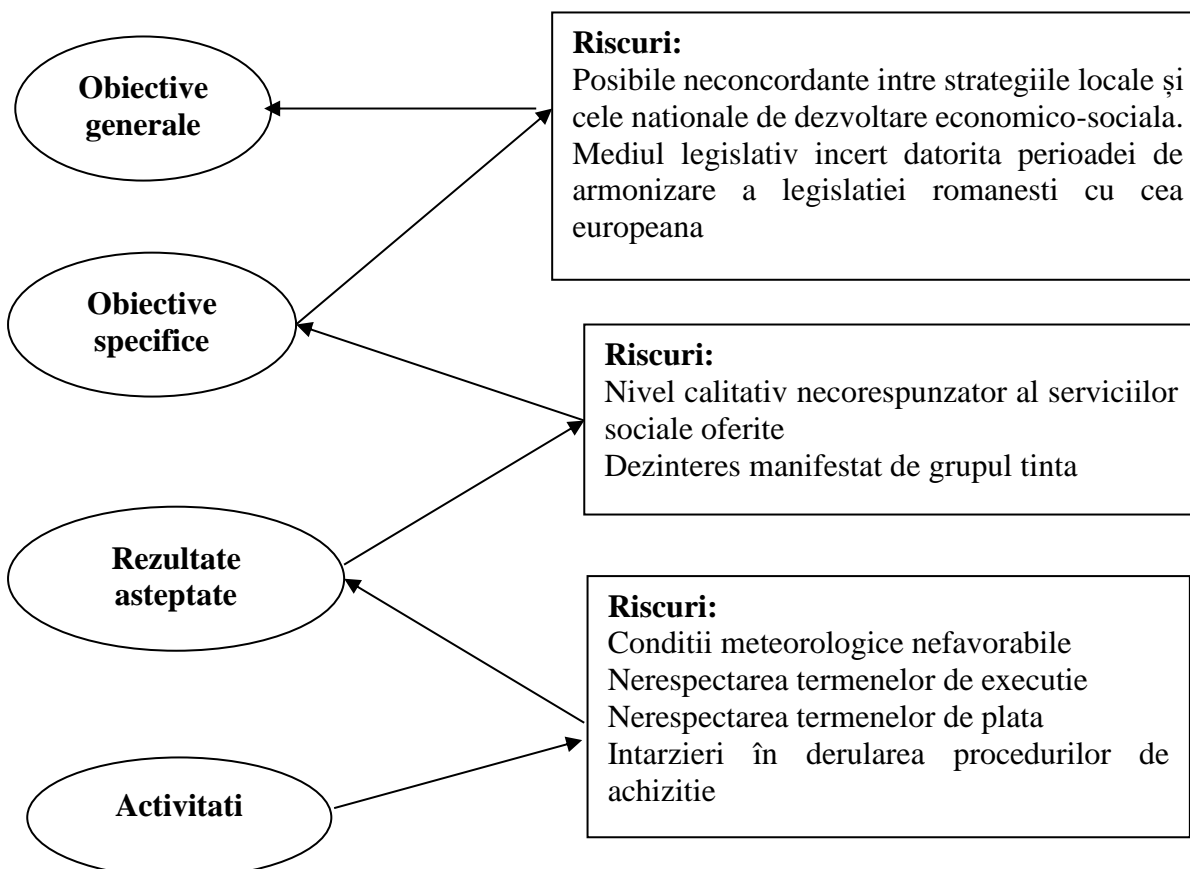 Obiective
generale
Riscuri:
Posibile neconcordante intre strategiile locale și
cele nationale de dezvoltare economico-sociala.
Mediul legislativ incert datorita perioadei de
armonizare a legislatiei romanesti cu cea
europeana
Obiective
specifice
Riscuri:
Nivel calitativ necorespunzator al serviciilor
sociale oferite
Dezinteres manifestat de grupul tinta
Rezultate
asteptate
Riscuri:
Conditii meteorologice nefavorabile
Nerespectarea termenelor de executie
Nerespectarea termenelor de plata
Intarzieri în derularea procedurilor de
achizitie
Activitati